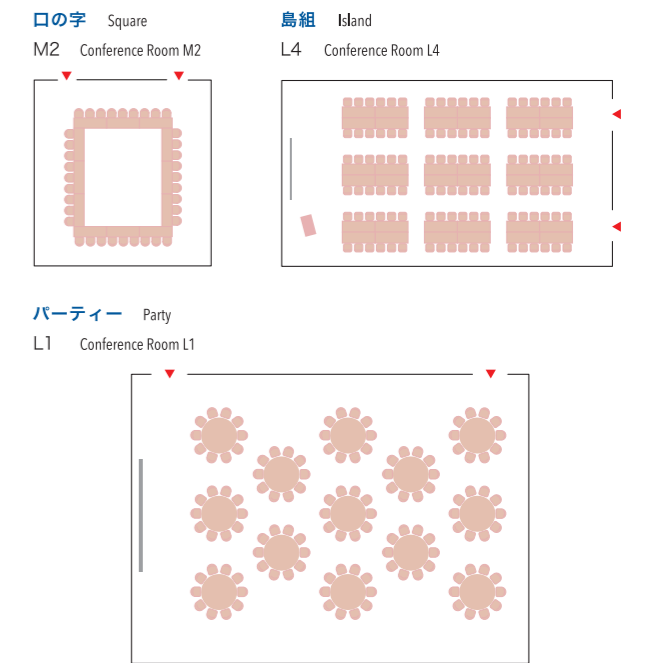 口の字 Square
M2 Conference Room M2
島組 Island
L4 Conference Room L4
パーティー Party
L1 Conference Room L1